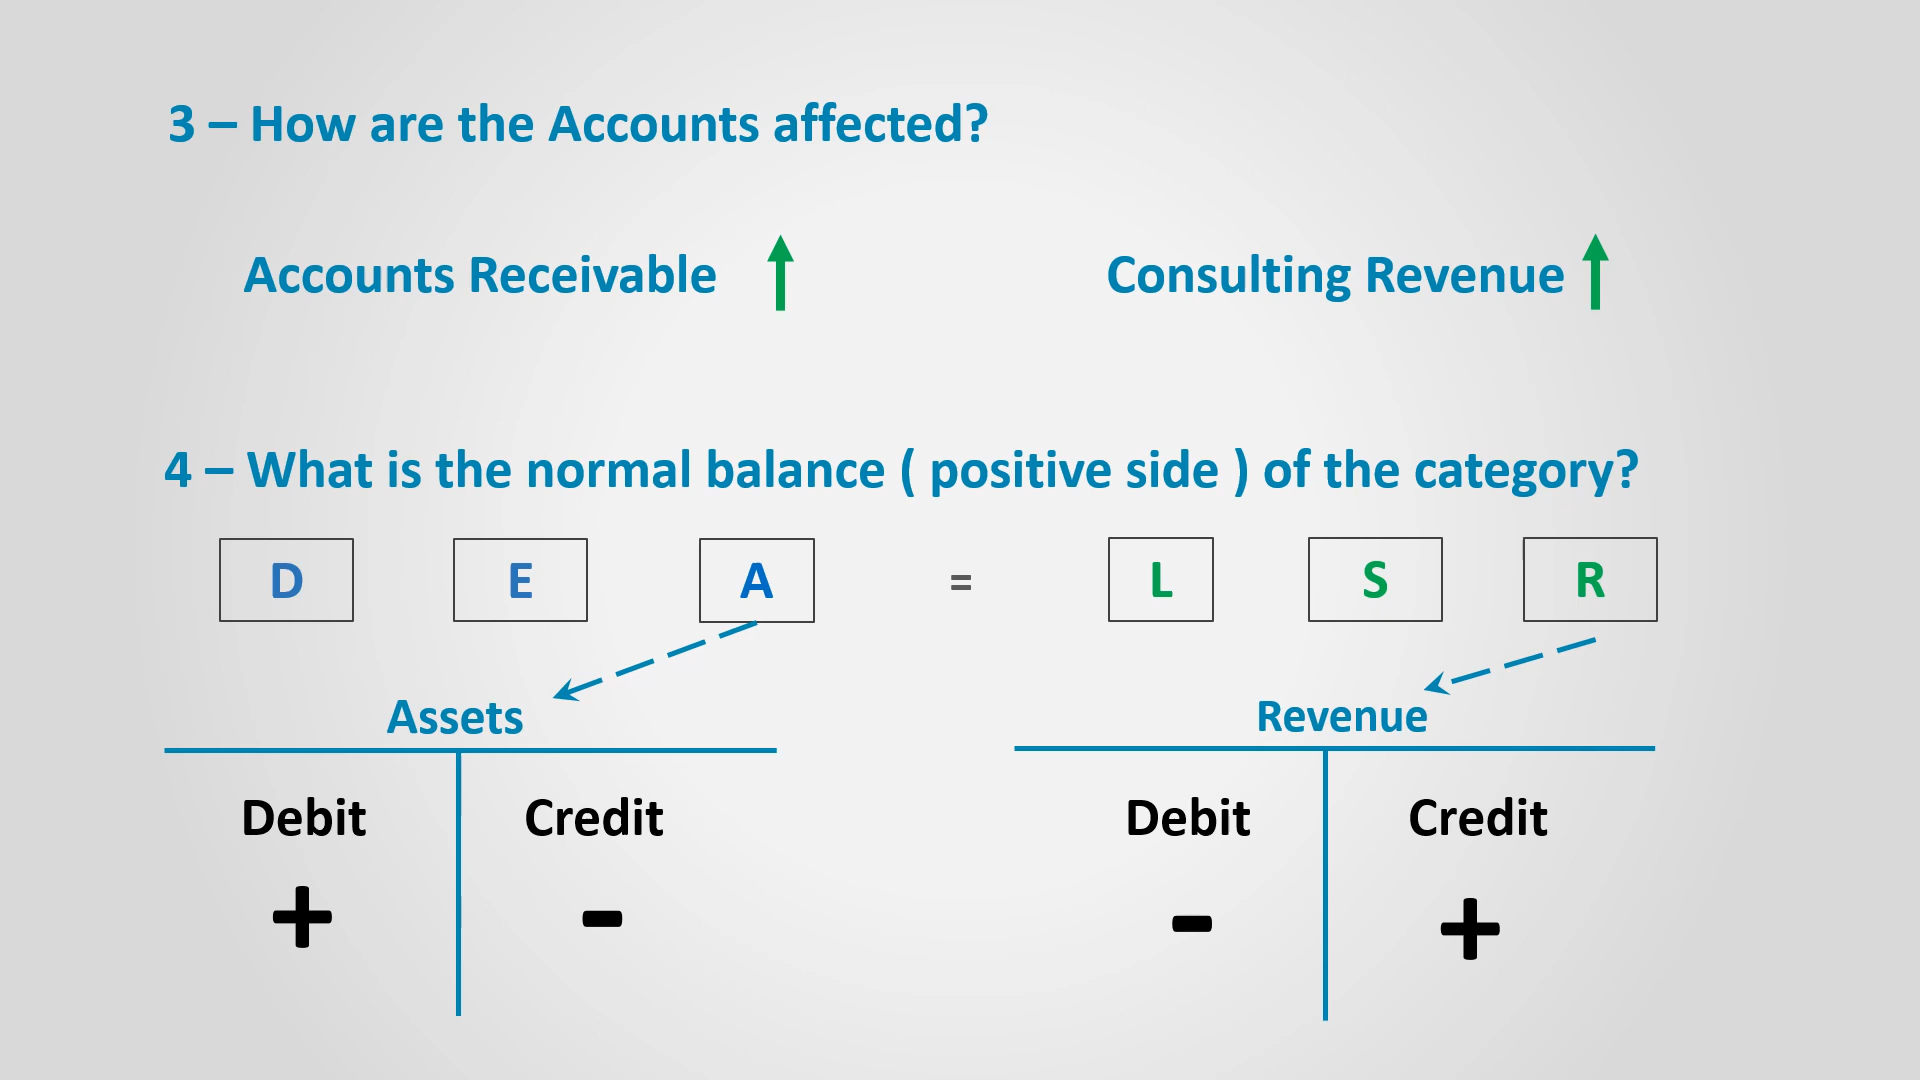 3 – How are the Accounts affected?
Accounts Receivable
Consulting Revenue
4 – What is the normal balance ( positive side ) of the category?
D E A = L S R
Assets
Revenue
Debit Credit
Debit Credit
+ -
- +